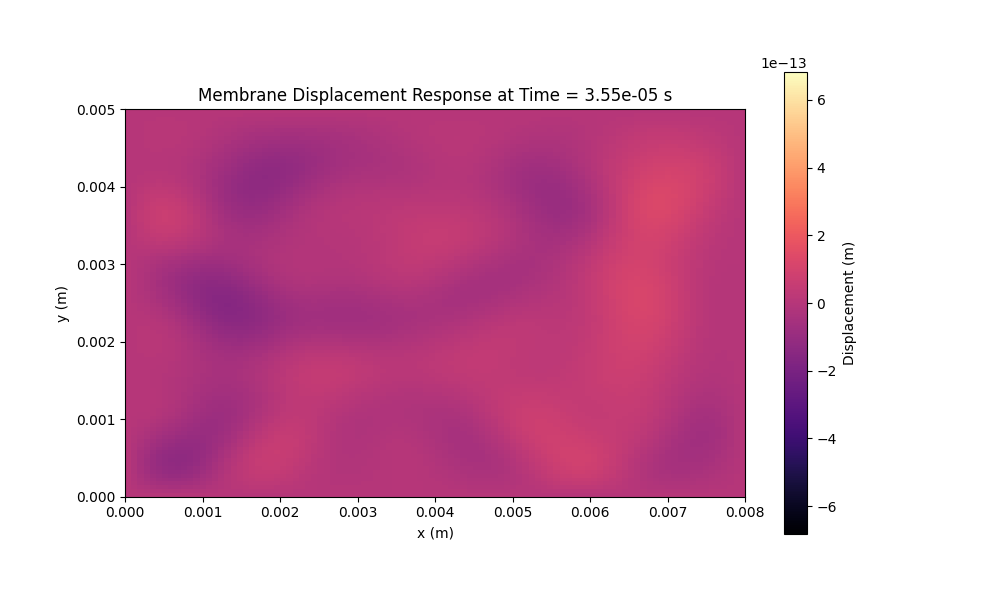 1e−13
Membrane Displacement Response at Time = 3.55e-05 s
0.005
0.004
0.003
0.002
0.001
0.000
y (m)
0.000 0.001 0.002 0.003 0.004 0.005 0.006 0.007 0.008
x (m)
6
4
2
0
−2
−4
−6
Displacement (m)